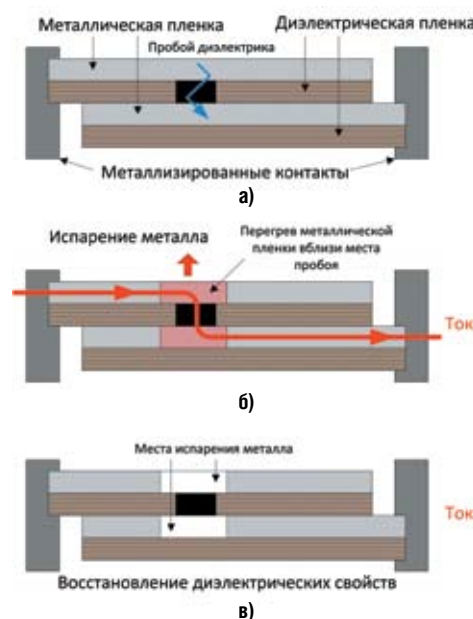 Металлическая пленка
Диэлектрическая пленка
Пробой диэлектрика
Металлизированные контакты
а)
Испарение металла
Перегрев металлической
пленки вблизи места
пробоя
Ток
б)
Места испарения металла
Ток
Восстановление диэлектрических свойств
в)